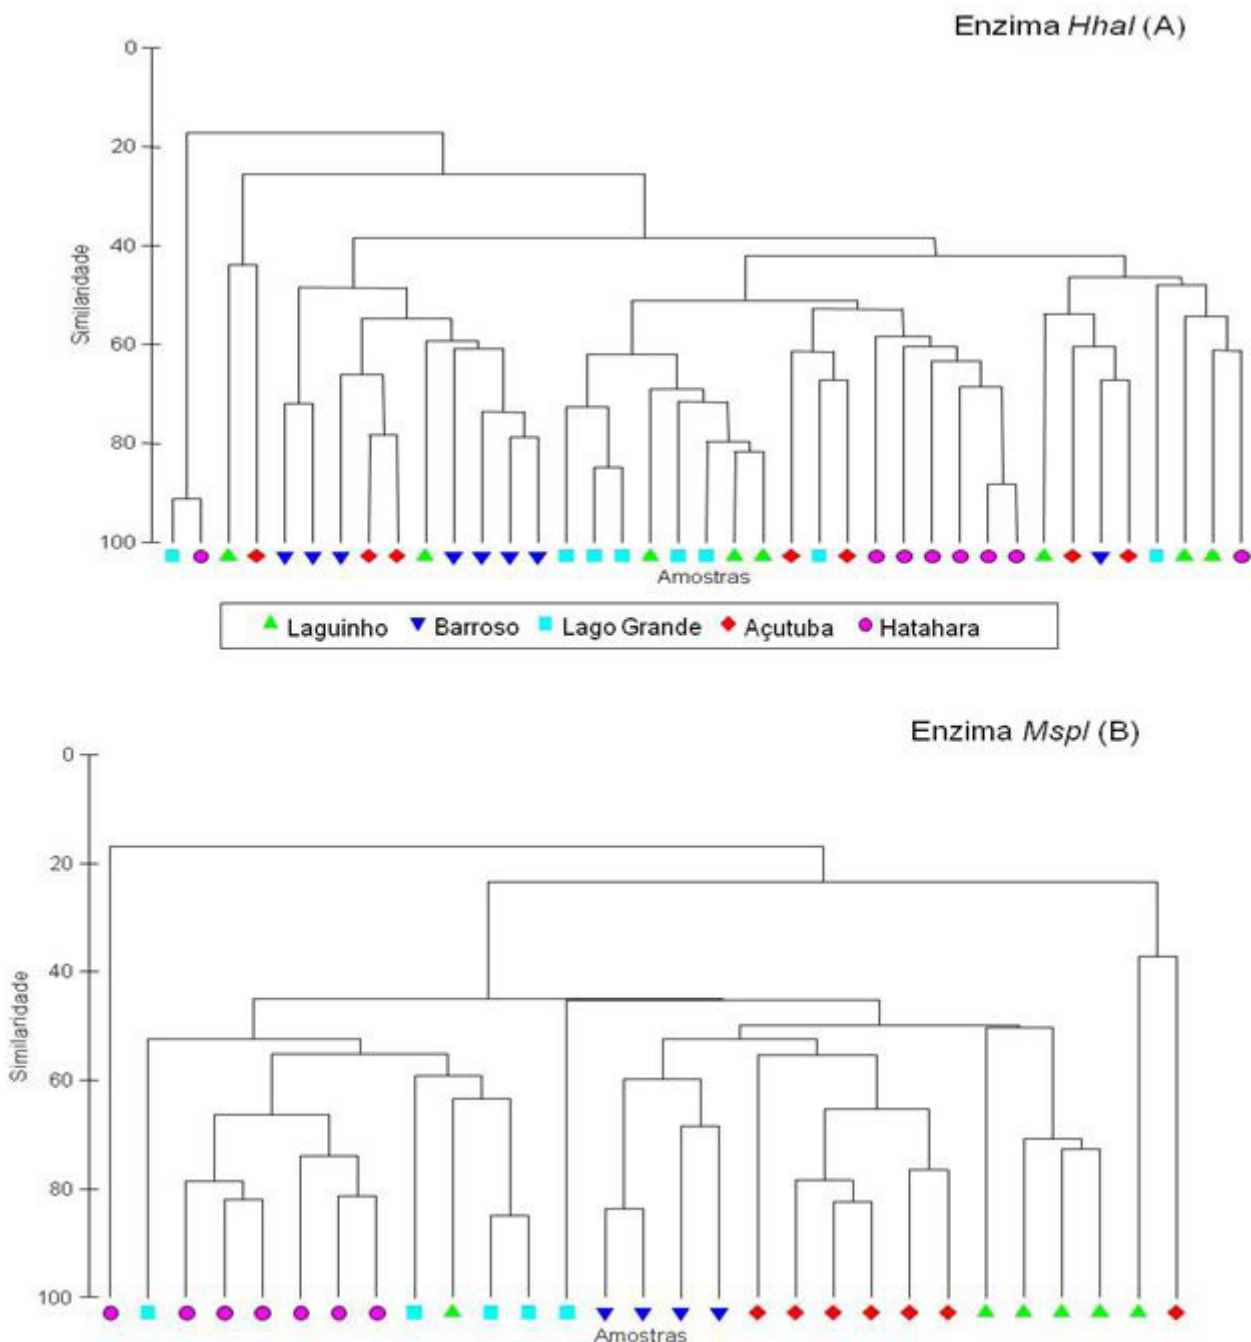 Enzima HhaI (A)
0
20
40
60
80
100
Similaridade
Amostras
Laguinho Barroso Lago Grande Açutuba Hatahara
Enzima MspI (B)
0
20
40
60
80
100
Similaridade
Amostras